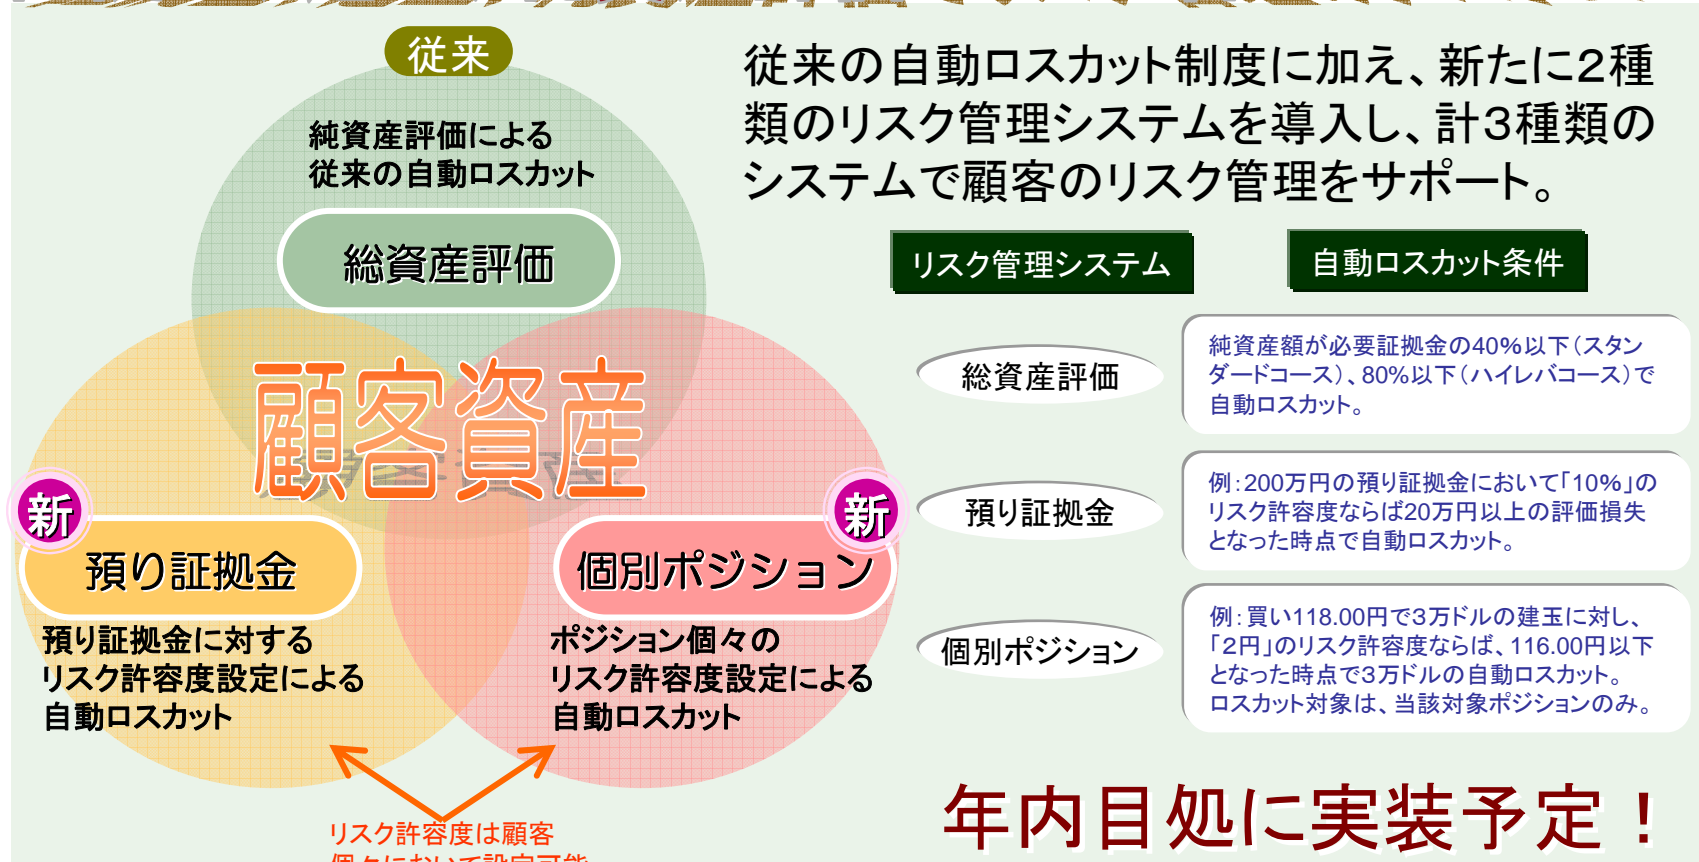 従来
純資産評価による
従来の自動ロスカット
総資産評価
顧客資産
新
預り証拠金
預り証拠金に対する
リスク許容度設定による
自動ロスカット
新
個別ポジション
ポジション個々の
リスク許容度設定による
自動ロスカット
リスク許容度は顧客
個々において設定可能
従来の自動ロスカット制度に加え、新たに2種
類のリスク管理システムを導入し、計3種類の
システムで顧客のリスク管理をサポート。
リスク管理システム
自動ロスカット条件
総資産評価
純資産額が必要証拠金の40%以下（スタン
ダードコース）、80%以下（ハイレバコース）で
自動ロスカット。
預り証拠金
例：200万円の預り証拠金において「10%」の
リスク許容度ならば20万円以上の評価損失
となった時点で自動ロスカット。
個別ポジション
例：買い118.00円で3万ドルの建玉に対し、
「2円」のリスク許容度ならば、116.00円以下
となった時点で3万ドルの自動ロスカット。
ロスカット対象は、当該対象ポジションのみ。
年内目処に実装予定！